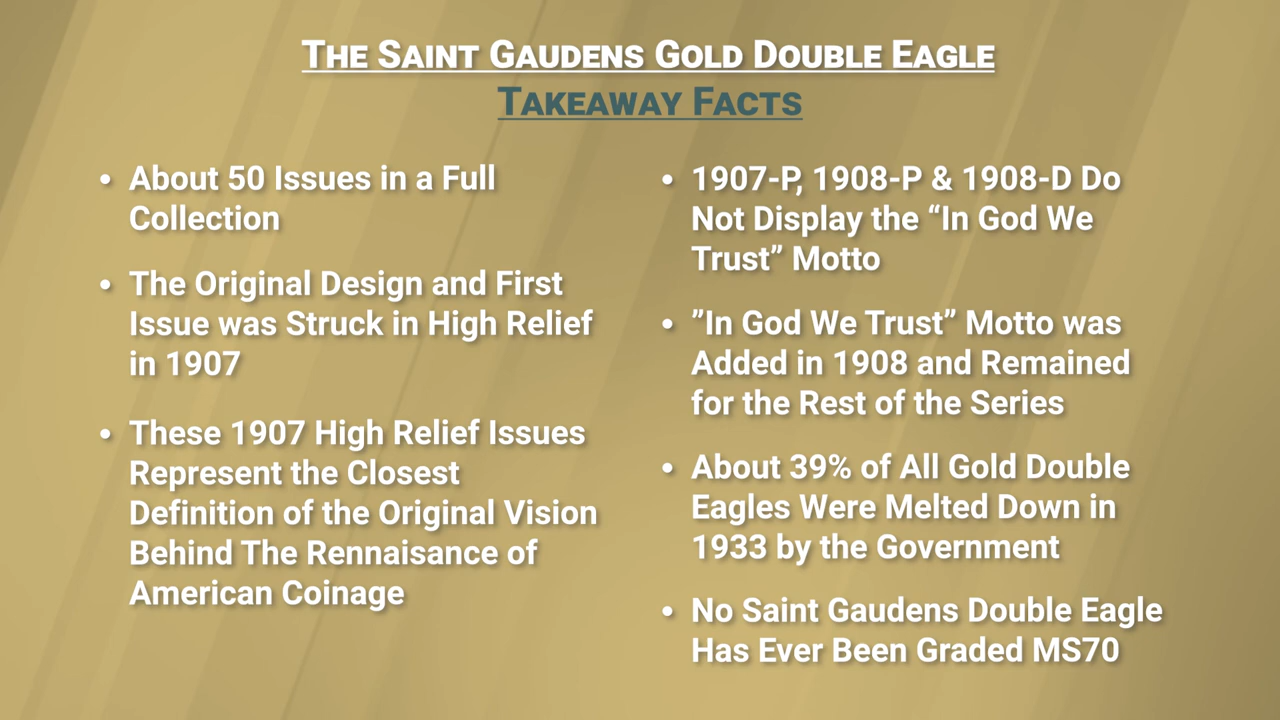 The Saint Gaudens Gold Double Eagle
Takeaway Facts
• About 50 Issues in a Full
Collection
• The Original Design and First
Issue was Struck in High Relief
in 1907
• These 1907 High Relief Issues
Represent the Closest
Definition of the Original Vision
Behind The Rennaisance of
American Coinage
• 1907-P, 1908-P & 1908-D Do
Not Display the “In God We
Trust” Motto
• ”In God We Trust” Motto was
Added in 1908 and Remained
for the Rest of the Series
• About 39% of All Gold Double
Eagles Were Melted Down in
1933 by the Government
• No Saint Gaudens Double Eagle
Has Ever Been Graded MS70